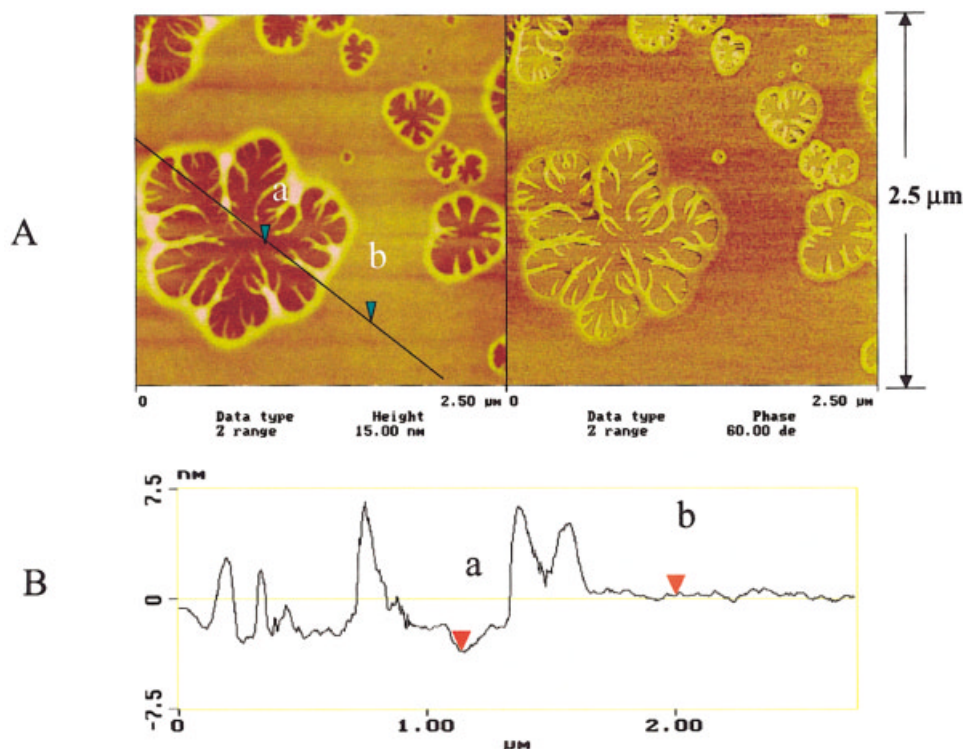 A
a
b
2.5 µm
0
2.50 µm
0
2.50 µm
Data type Height
Z range 15.00 nm
Data type Phase
Z range 60.00 de
B
nm
7.5
0
-7.5
a
b
0
1.00
2.00
µm